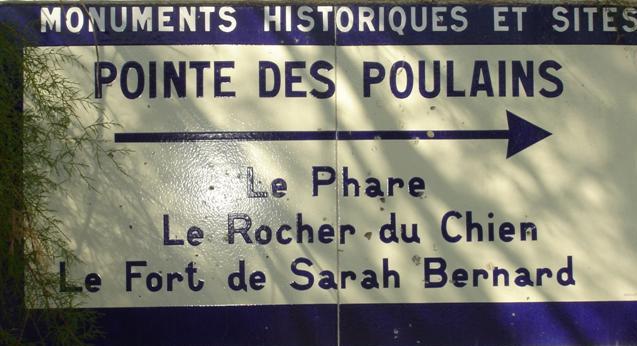 MONUMENTS HISTORIQUES ET SITES
POINTE DES POULAINS
Le Phare
Le Rocher du Chien
Le Fort de Sarah Bernard